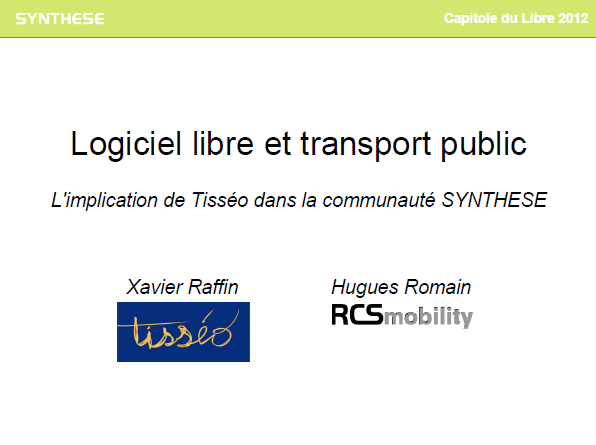 SYNTHESE
Capitole du Libre 2012
Logiciel libre et transport public
L'implication de Tisséo dans la communauté SYNTHESE
Xavier Raffin
Hugues Romain
tisséo
RCSmobility